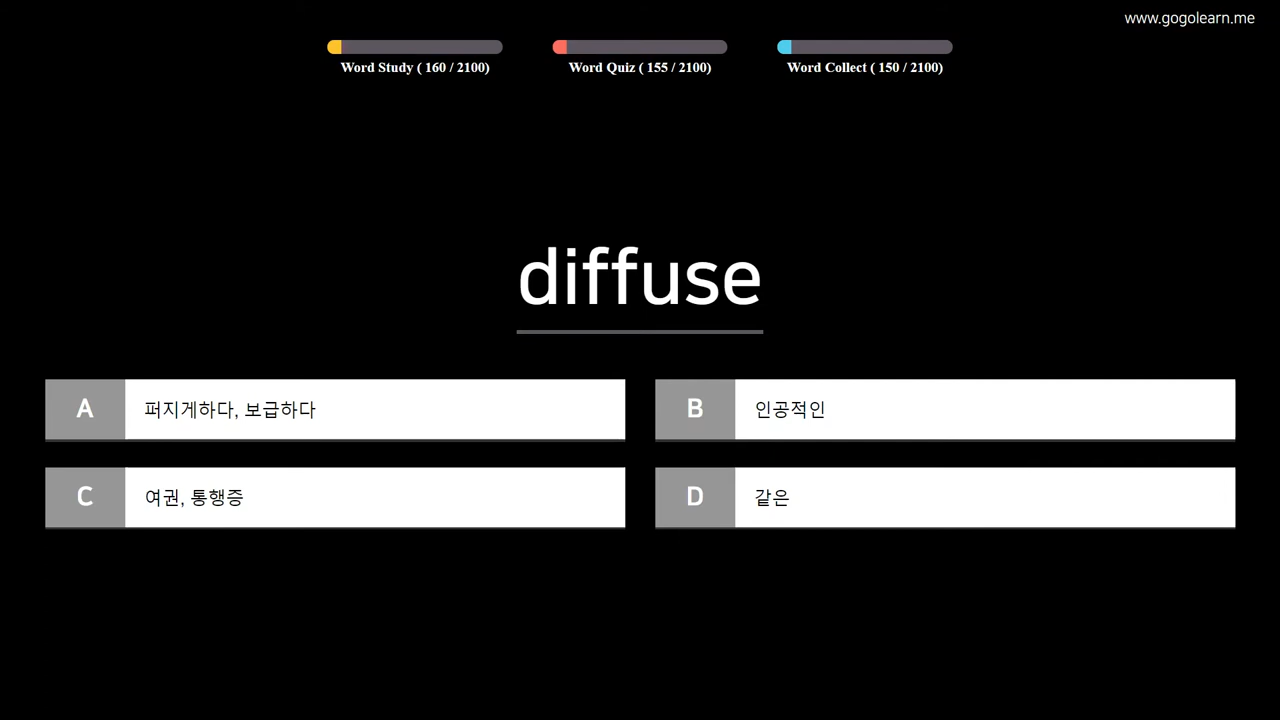 www.gogolearn.me
Word Study ( 160 / 2100)
Word Quiz ( 155 / 2100)
Word Collect ( 150 / 2100)
diffuse
A 퍼지게하다, 보급하다
B 인공적인
C 여권, 통행증
D 같은